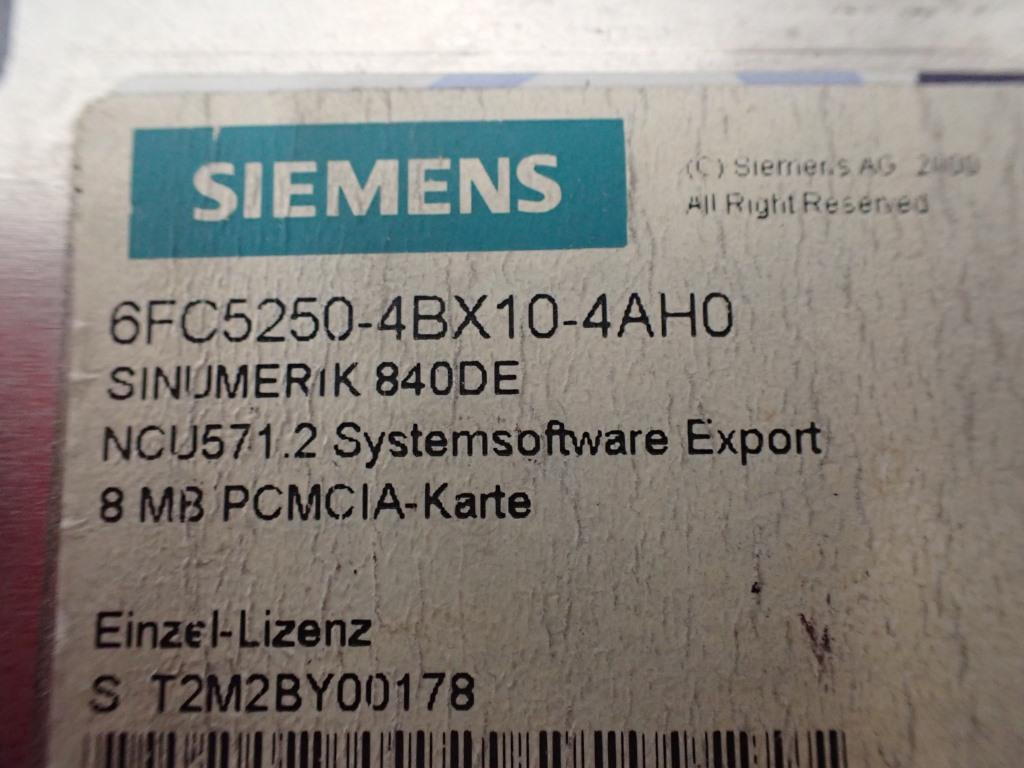 SIEMENS
(C) Siemens AG 2000
All Right Reserved
6FC5250-4BX10-4AH0
SINUMERIK 840DE
NCU571.2 Systemsoftware Export
8 MB PCMCIA-Karte
Einzel-Lizenz
S T2M2BY00178